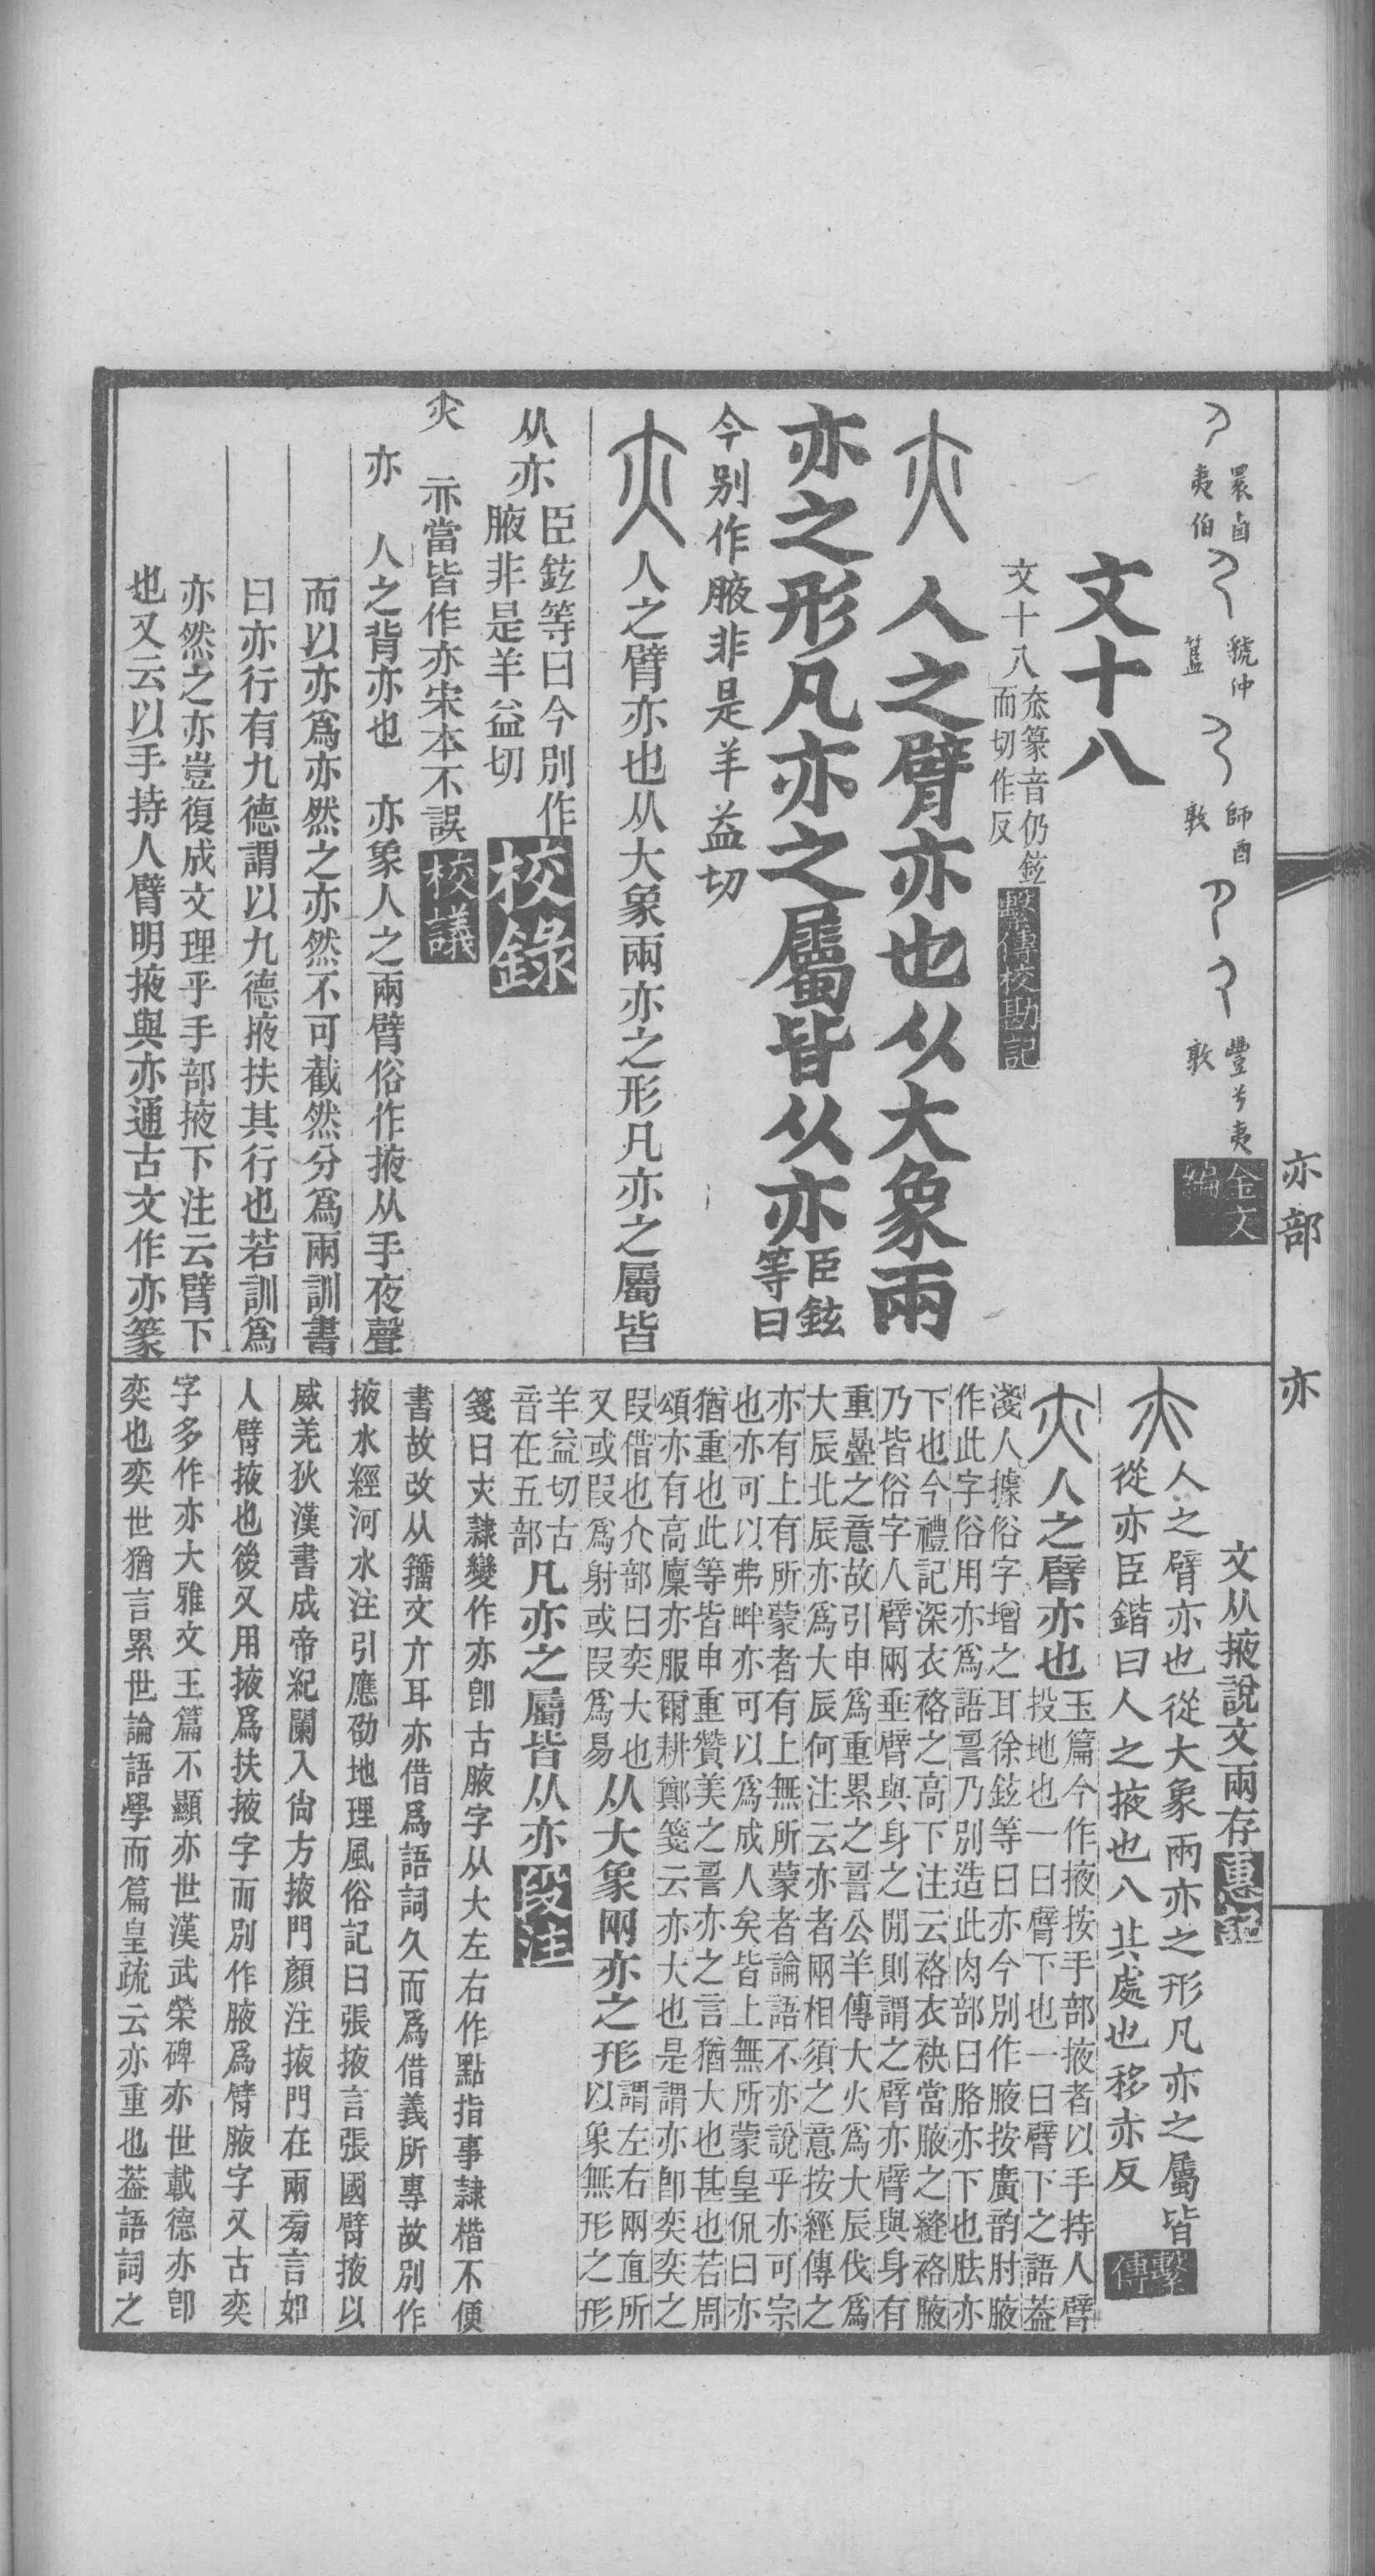 亦部
亦
睘卣
夷伯
虢仲
簋
師酉
敦
豐兮夷
敦
金文編
文十八
文十八
夵篆音仍鉉
而切作反
繫傳校勘記
人之臂亦也从大象兩
亦之形凡亦之屬皆从亦
臣鉉
等曰
今別作腋非是羊益切
人之臂亦也从大象兩亦之形凡亦之屬皆
从亦
臣鉉等曰今別作
腋非是羊益切
校錄
亦當皆作亦宋本不誤校議
亦 人之背亦也 亦象人之兩臂俗作掖从手夜聲
而以亦爲亦然之亦然不可截然分爲兩訓書
曰亦行有九德謂以九德掖扶其行也若訓爲
亦然之亦豈復成文理乎手部掖下注云臂下
也又云以手持人臂明掖與亦通古文作亦篆
文从掖說文兩存
人之臂亦也從大象兩亦之形凡亦之屬皆
從亦臣鍇曰人之掖也八其處也移亦反
繫傳
人之臂亦也
玉篇今作掖按手部掖者以手持人臂
投地也一曰臂下也一曰臂下之語葢
淺人據俗字增之耳徐鉉等曰亦今別作腋按廣韵肘腋
作此字俗用亦爲語䛐乃別造此肉部曰胳亦下也胠亦
下也今禮記深衣袼之高下注云袼衣袂當腋之縫袼腋
乃皆俗字人臂兩垂臂與身之閒則謂之臂亦臂與身有
重曡之意故引申爲重累之䛐公羊傳大火爲大辰伐爲
大辰北辰亦爲大辰何注云亦者兩相須之意按經傳之
亦有上有所蒙者有上無所蒙者論語不亦說乎亦可宗
也亦可以弗畔亦可以爲成人矣皆上無所蒙皇侃曰亦
猶重也此等皆申重贊美之䛐亦之言猶大也甚也若周
頌亦有高廩亦服爾耕鄭箋云亦大也是謂亦卽奕奕之
叚借也亣部曰奕大也
又或叚爲射或叚爲易
从大象兩亦之形
謂左右兩直所
以象無形之形
羊益切古
音在五部
凡亦之屬皆从亦段注
箋曰夾隷變作亦卽古腋字从大左右作點指事隷楷不便
書故改从籒文亣耳亦借爲語詞久而爲借義所專故別作
掖水經河水注引應劭地理風俗記曰張掖言張國臂掖以
威羌狄漢書成帝紀闌入尙方掖門顏注掖門在兩旁言如
人臂掖也後又用掖爲扶掖字而別作腋爲臂腋字又古奕
字多作亦大雅文王篇不顯亦世漢武榮碑亦世載德亦卽
奕也奕世猶言累世論語學而篇皇疏云亦重也葢語詞之